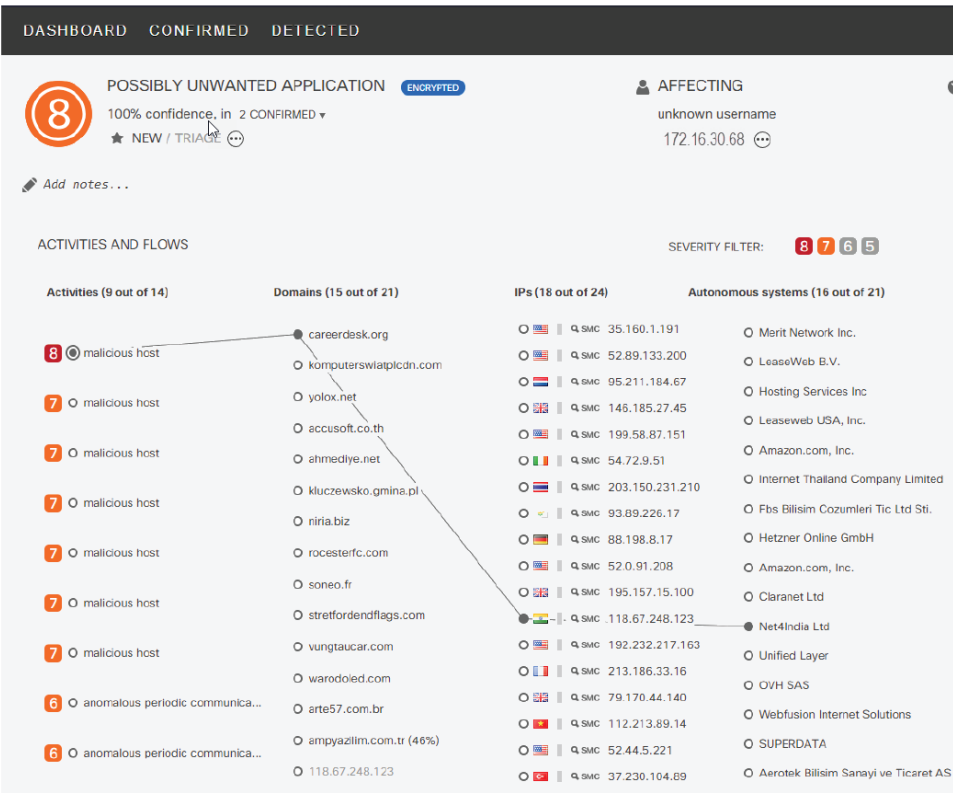 DASHBOARD CONFIRMED DETECTED
8
POSSIBLY UNWANTED APPLICATION ENCRYPTED
100% confidence, in 2 CONFIRMED
NEW / TRIAGE
AFFECTING
unknown username
172.16.30.68
Add notes...
ACTIVITIES AND FLOWS
SEVERITY FILTER: 8 7 6 5
Activities (9 out of 14)
8 malicious host
7 malicious host
7 malicious host
7 malicious host
7 malicious host
7 malicious host
7 malicious host
6 anomalous periodic communica...
6 anomalous periodic communica...
Domains (15 out of 21)
careerdesk.org
komputerswiatplcdn.com
yolox.net
accusoft.co.th
ahmediye.net
kluczewsko.gmina.pl
niria.biz
rocesterfc.com
soneo.fr
stretfordendflags.com
vungtaucar.com
warodoled.com
arte57.com.br
ampyazilim.com.tr (46%)
118.67.248.123
IPs (18 out of 24)
SMC 35.160.1.191
SMC 52.89.133.200
SMC 95.211.184.67
SMC 146.185.27.45
SMC 199.58.87.151
SMC 54.72.9.51
SMC 203.150.231.210
SMC 93.89.226.17
SMC 88.198.8.17
SMC 52.0.91.208
SMC 195.157.15.100
SMC 118.67.248.123
SMC 192.232.217.163
SMC 213.186.33.16
SMC 79.170.44.140
SMC 112.213.89.14
SMC 52.44.5.221
SMC 37.230.104.89
Autonomous systems (16 out of 21)
Merit Network Inc.
LeaseWeb B.V.
Hosting Services Inc
Leaseweb USA, Inc.
Amazon.com, Inc.
Internet Thailand Company Limited
Fbs Bilisim Cozumleri Tic Ltd Sti.
Hetzner Online GmbH
Amazon.com, Inc.
Claranet Ltd
Net4India Ltd
Unified Layer
OVH SAS
Webfusion Internet Solutions
SUPERDATA
Aerotek Bilisim Sanayi ve Ticaret AS